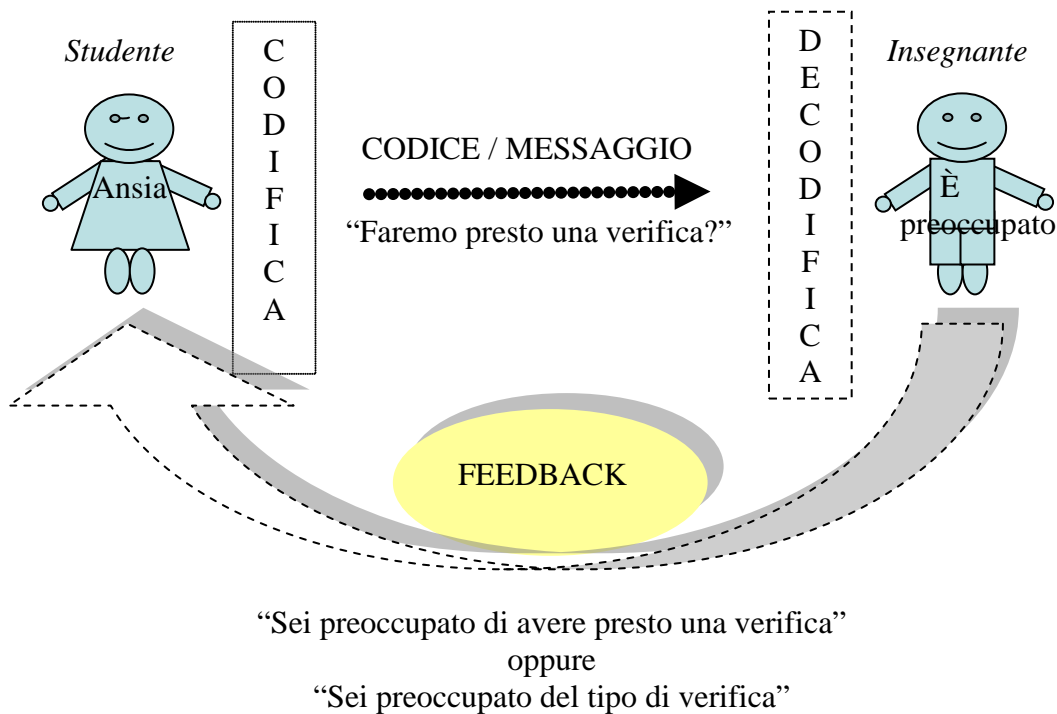 Studente
CODIFICA
DECODIFICA
Insegnante
CODICE / MESSAGGIO
Ansia
È
preoccupato
“Faremo presto una verifica?”
FEEDBACK
“Sei preoccupato di avere presto una verifica”
oppure
“Sei preoccupato del tipo di verifica”